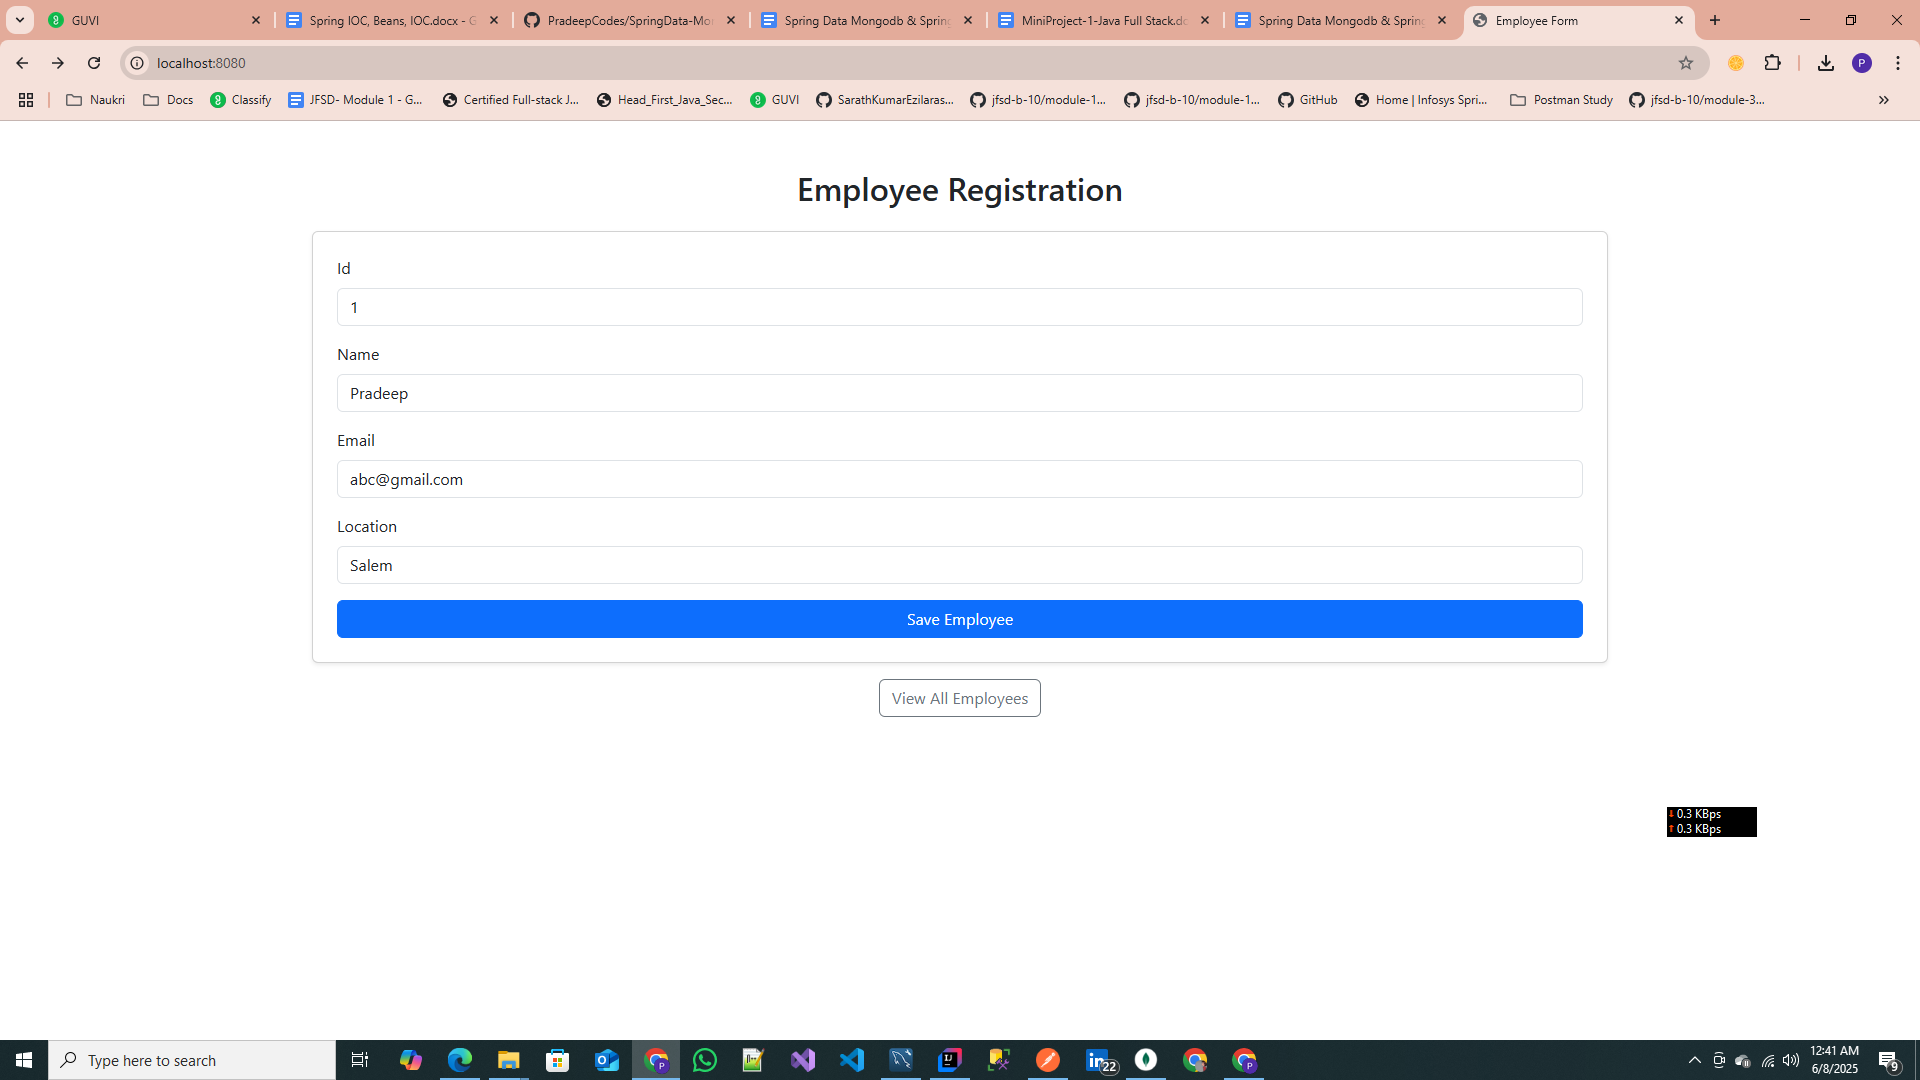 GUVI
Spring IOC, Beans, IOC.docx - G
PradeepCodes/SpringData-Mon
Spring Data Mongodb & Spring
MiniProject-1-Java Full Stack.do
Spring Data Mongodb & Spring
Employee Form
localhost:8080
P
Naukri
Docs
Classify
JFSD- Module 1 - G...
Certified Full-stack J...
Head_First_Java_Sec...
GUVI
SarathKumarEzilaras...
jfsd-b-10/module-1...
jfsd-b-10/module-1...
GitHub
Home | Infosys Spri...
Postman Study
jfsd-b-10/module-3...
Employee Registration
Id
1
Name
Pradeep
Email
abc@gmail.com
Location
Salem
Save Employee
View All Employees
0.3 KBps
0.3 KBps
Type here to search
22
12:41 AM
6/8/2025
9